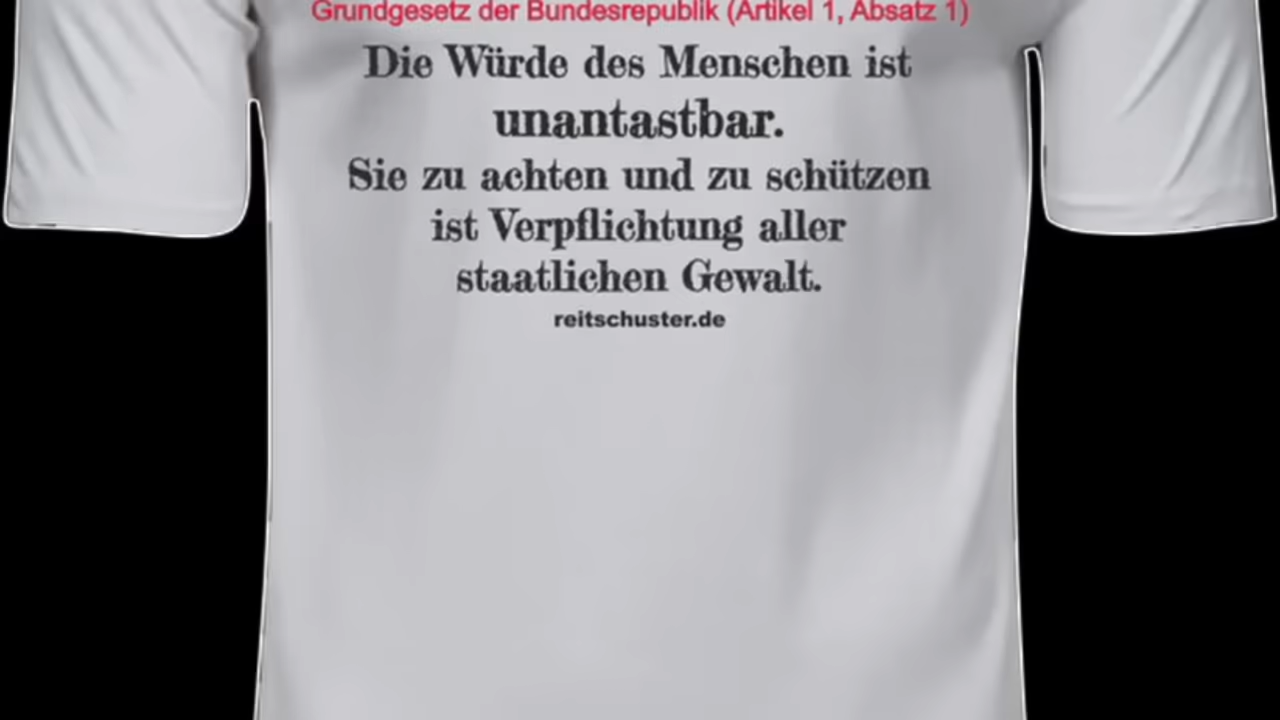 Grundgesetz der Bundesrepublik (Artikel 1, Absatz 1)
Die Würde des Menschen ist
unantastbar.
Sie zu achten und zu schützen
ist Verpflichtung aller
staatlichen Gewalt.
reitschuster.de